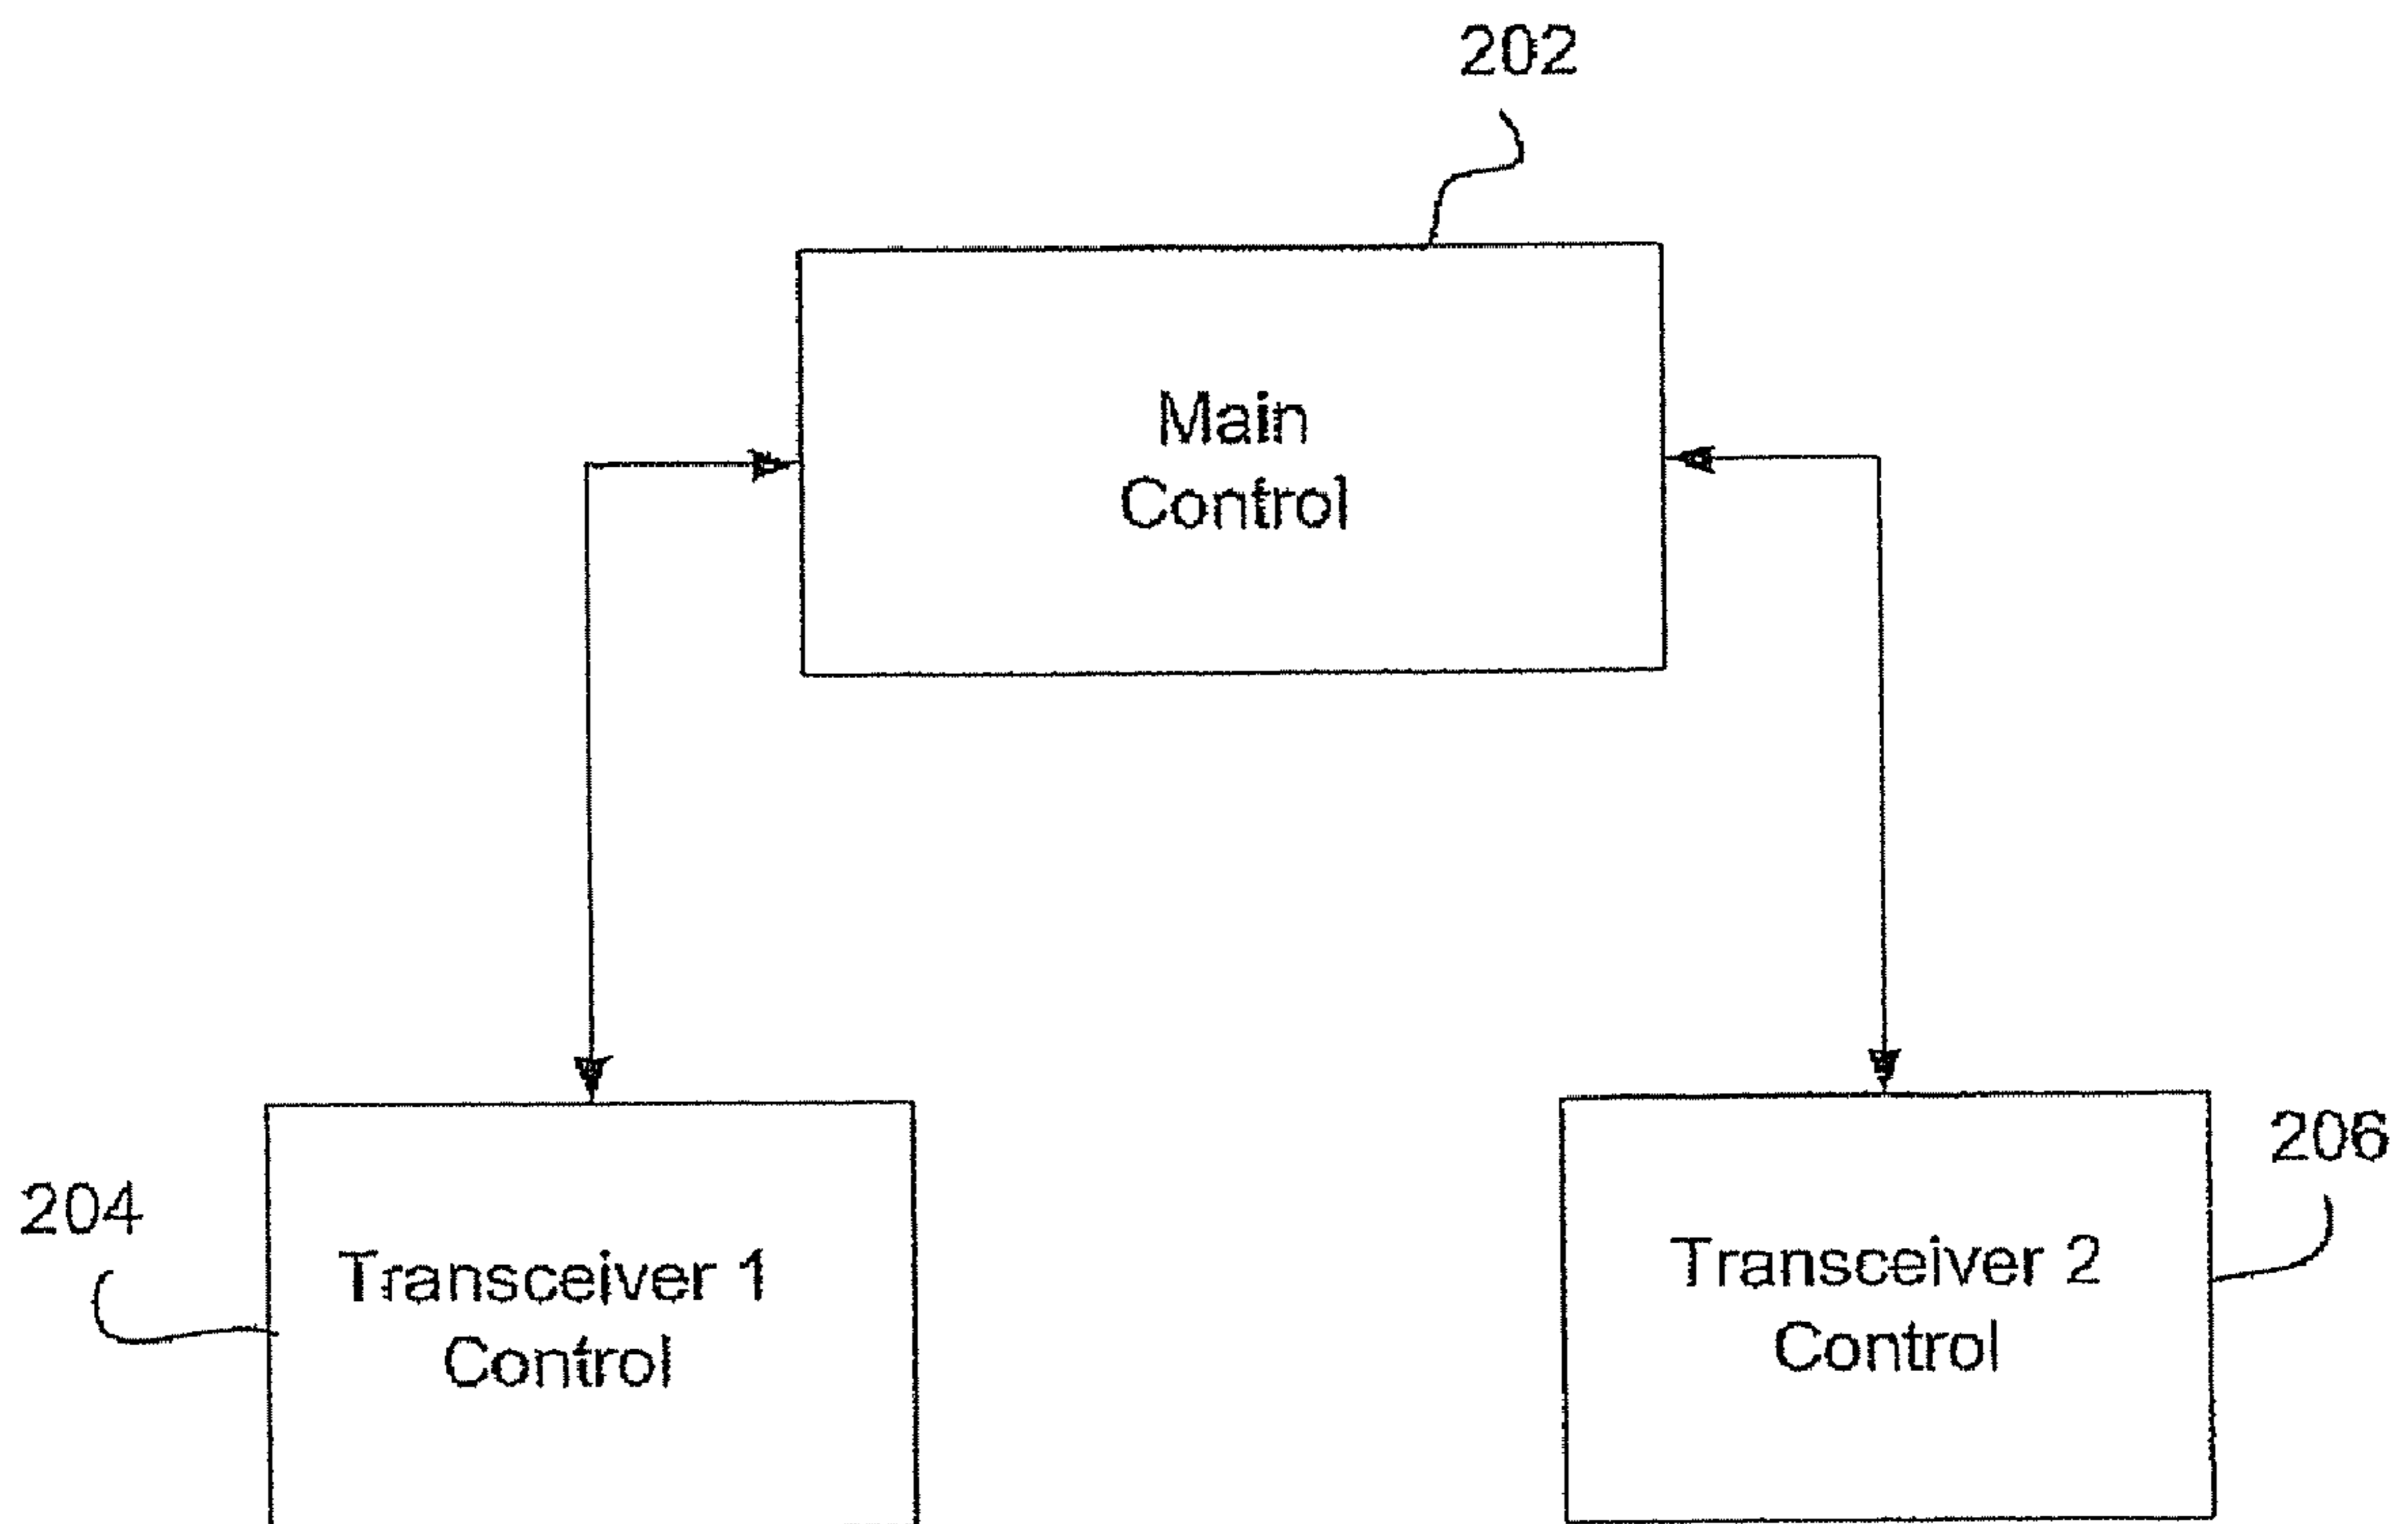 202
Main
Control
204
Transceiver 1
Control
206
Transceiver 2
Control